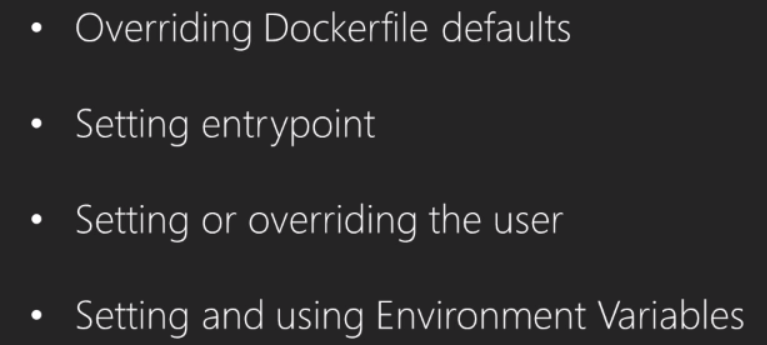 • Overriding Dockerfile defaults
• Setting entrypoint
• Setting or overriding the user
• Setting and using Environment Variables